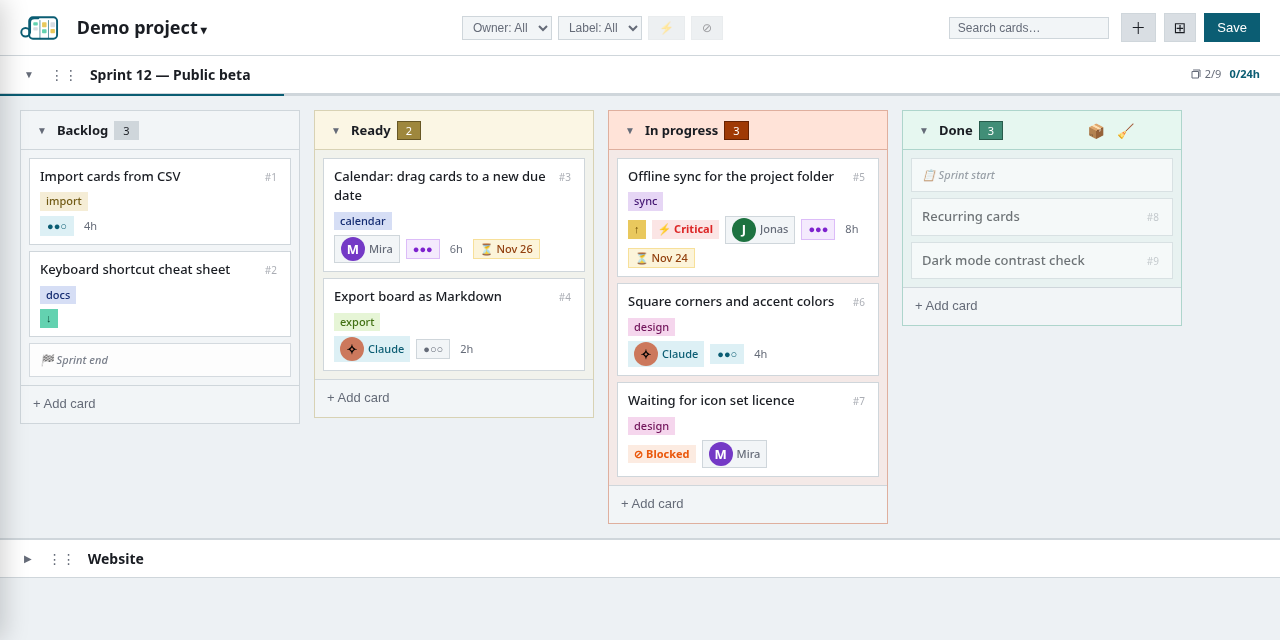 Demo project ▾
Owner: All
Label: All
⚡
⊘
Search cards…
+
⊞
Save
▼ ⋮⋮ Sprint 12 — Public beta
2/9 0/24h
▼ Backlog 3
Import cards from CSV #1
import
●●○ 4h
Keyboard shortcut cheat sheet #2
docs
↓
🏁 Sprint end
+ Add card
▼ Ready 2
Calendar: drag cards to a new due #3
date
calendar
M Mira ●●● 6h ⏳ Nov 26
Export board as Markdown #4
export
Claude ●○○ 2h
+ Add card
▼ In progress 3
Offline sync for the project folder #5
sync
↑ ⚡ Critical J Jonas ●●● 8h
⏳ Nov 24
Square corners and accent colors #6
design
Claude ●●○ 4h
Waiting for icon set licence #7
design
⊘ Blocked M Mira
+ Add card
▼ Done 3 📦 🧹
📋 Sprint start
Recurring cards #8
Dark mode contrast check #9
+ Add card
▶ ⋮⋮ Website